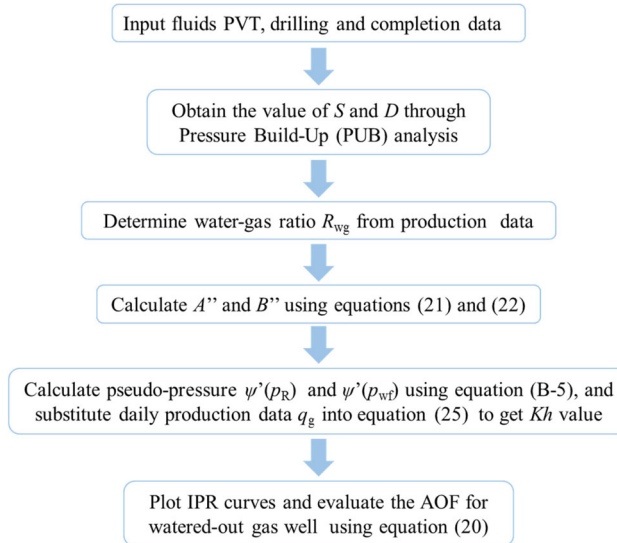 Input fluids PVT, drilling and completion data
Obtain the value of S and D through
Pressure Build-Up (PUB) analysis
Determine water-gas ratio Rwg from production data
Calculate A’’ and B’’ using equations (21) and (22)
Calculate pseudo-pressure ψ’(pR) and ψ’(pwf) using equation (B-5), and
substitute daily production data qg into equation (25) to get Kh value
Plot IPR curves and evaluate the AOF for
watered-out gas well using equation (20)